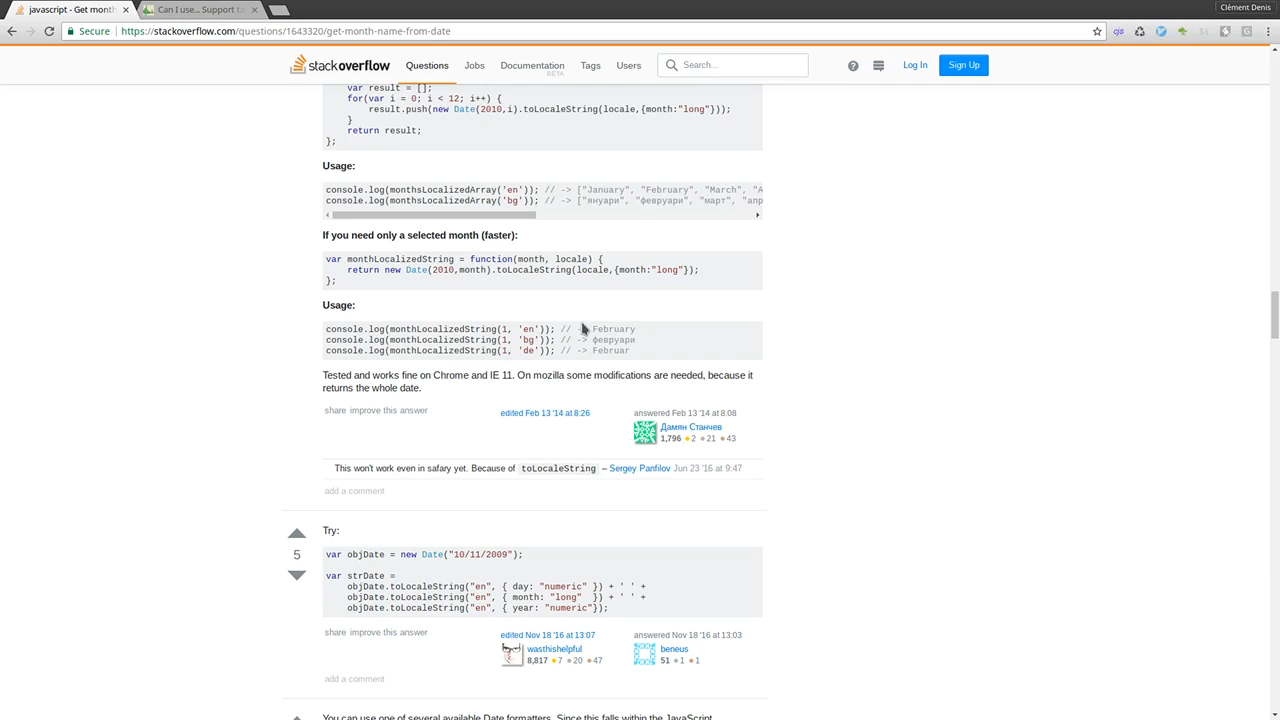 javascript - Get month
Can I use... Support ta
Clément Denis
Secure
https://stackoverflow.com/questions/1643320/get-month-name-from-date
stackoverflow
Questions
Jobs
Documentation
BETA
Tags
Users
Search...
Log In
Sign Up
var result = [];
for(var i = 0; i < 12; i++) {
result.push(new Date(2010,i).toLocaleString(locale,{month:"long"}));
}
return result;
};
Usage:
console.log(monthsLocalizedArray('en')); // -> ["January", "February", "March", "A
console.log(monthsLocalizedArray('bg')); // -> ["януари", "февруари", "март", "апр
If you need only a selected month (faster):
var monthLocalizedString = function(month, locale) {
return new Date(2010,month).toLocaleString(locale,{month:"long"});
};
Usage:
console.log(monthLocalizedString(1, 'en')); // -> February
console.log(monthLocalizedString(1, 'bg')); // -> февруари
console.log(monthLocalizedString(1, 'de')); // -> Februar
Tested and works fine on Chrome and IE 11. On mozilla some modifications are needed, because it
returns the whole date.
share improve this answer
edited Feb 13 '14 at 8:26
answered Feb 13 '14 at 8:08
Дамян Станчев
1,796 2 21 43
This won't work even in safary yet. Because of toLocaleString – Sergey Panfilov Jun 23 '16 at 9:47
add a comment
5
Try:
var objDate = new Date("10/11/2009");
var strDate =
objDate.toLocaleString("en", { day: "numeric" }) + ' ' +
objDate.toLocaleString("en", { month: "long"  }) + ' ' +
objDate.toLocaleString("en", { year: "numeric"});
share improve this answer
edited Nov 18 '16 at 13:07
wasthishelpful
8,817 7 20 47
answered Nov 18 '16 at 13:03
beneus
51 1 1
add a comment
You can use one of several available Date formatters. Since this falls within the JavaScript